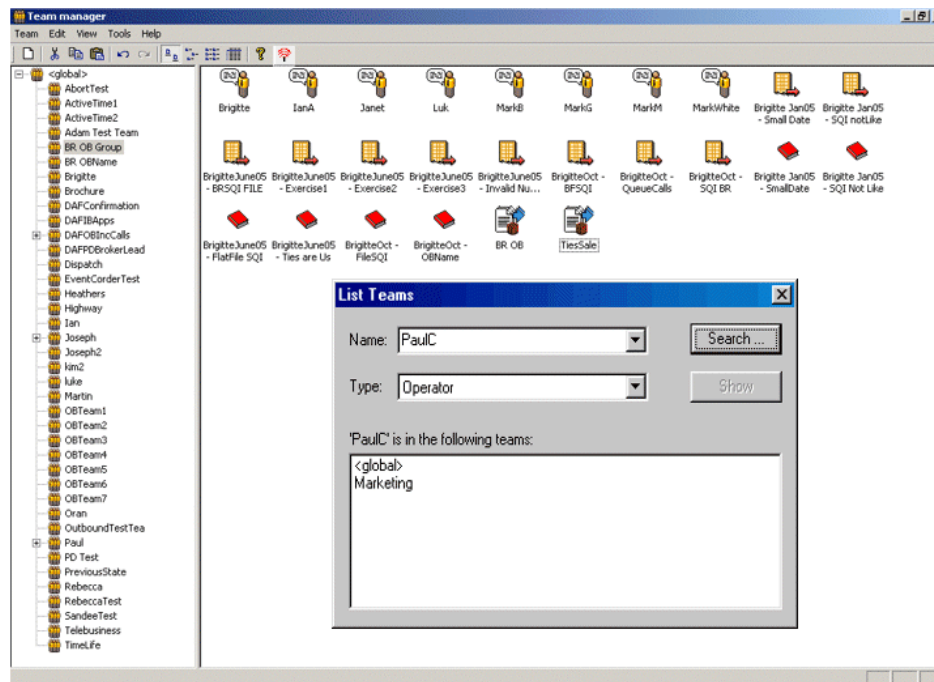 Team manager
Team Edit View Tools Help
<global>
AbortTest
ActiveTime1
ActiveTime2
Adam Test Team
BR OB Group
BR OBName
Brigitte
Brochure
DAFConfirmation
DAFIBApps
DAFOBIncCalls
DAFPDBrokerLead
Dispatch
EventCorderTest
Heathers
Highway
Ian
Joseph
Joseph2
kim2
luke
Martin
OBTeam1
OBTeam2
OBTeam3
OBTeam4
OBTeam5
OBTeam6
OBTeam7
Oran
OutboundTestTea
Paul
PD Test
PreviousState
Rebecca
RebeccaTest
SandeeTest
Telebusiness
TimeLife
Brigitte IanA Janet Luk MarkB MarkG MarkM MarkWhite Brigitte Jan05 Brigitte Jan05
- Small Date - SQI notLike
BrigitteJune05 BrigitteJune05 BrigitteJune05 BrigitteJune05 BrigitteJune05 BrigitteOct - BrigitteOct - BrigitteOct - Brigitte Jan05 Brigitte Jan05
- BRSQI FILE - Exercise1 - Exercise2 - Exercise3 - Invalid Nu... BFSQI QueueCalls SQI BR - SmallDate - SQI Not Like
BrigitteJune05 BrigitteJune05 BrigitteOct - BrigitteOct - BR OB TiesSale
- FlatFile SQI - Ties are Us FileSQI OBName
List Teams
Name: PaulC Search ...
Type: Operator Show
'PaulC' is in the following teams:
<global>
Marketing